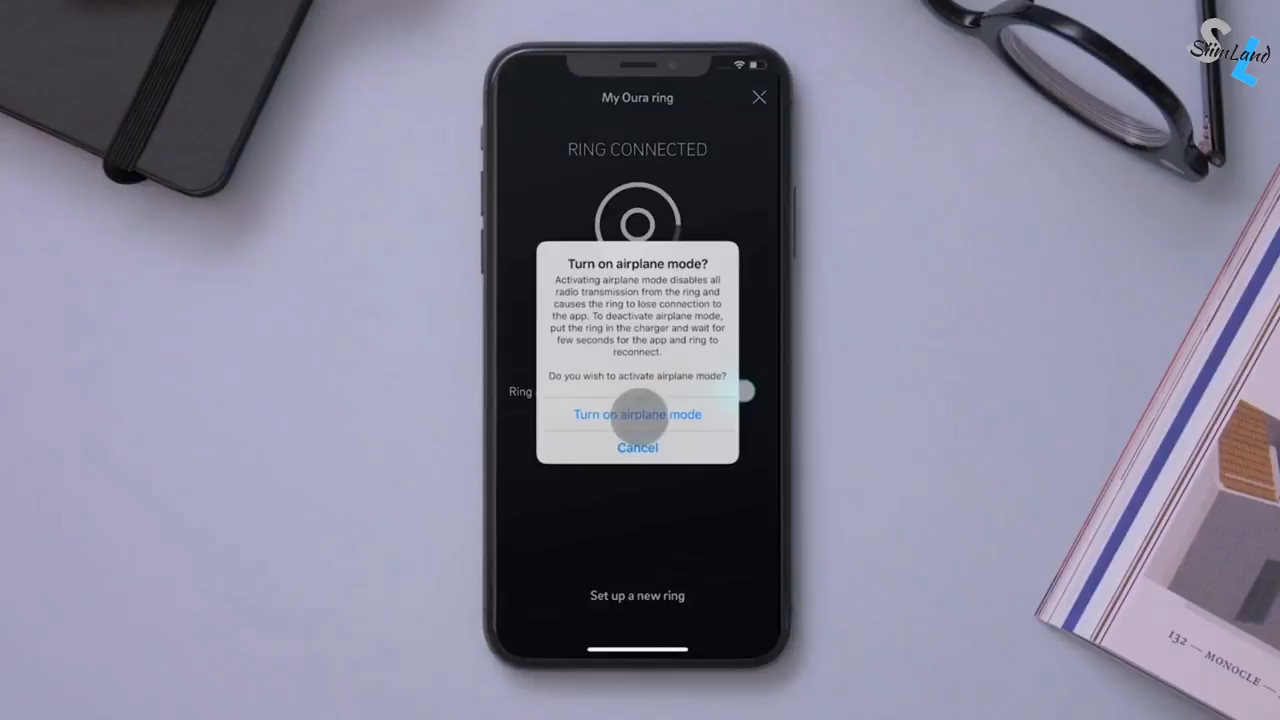 SiimLand
My Oura ring
RING CONNECTED
Turn on airplane mode?
Activating airplane mode disables all
radio transmission from the ring and
causes the ring to lose connection to
the app. To deactivate airplane mode,
put the ring in the charger and wait for
few seconds for the app and ring to
reconnect.
Do you wish to activate airplane mode?
Ring
Turn on airplane mode
Cancel
Set up a new ring
132 — MONOCLE —